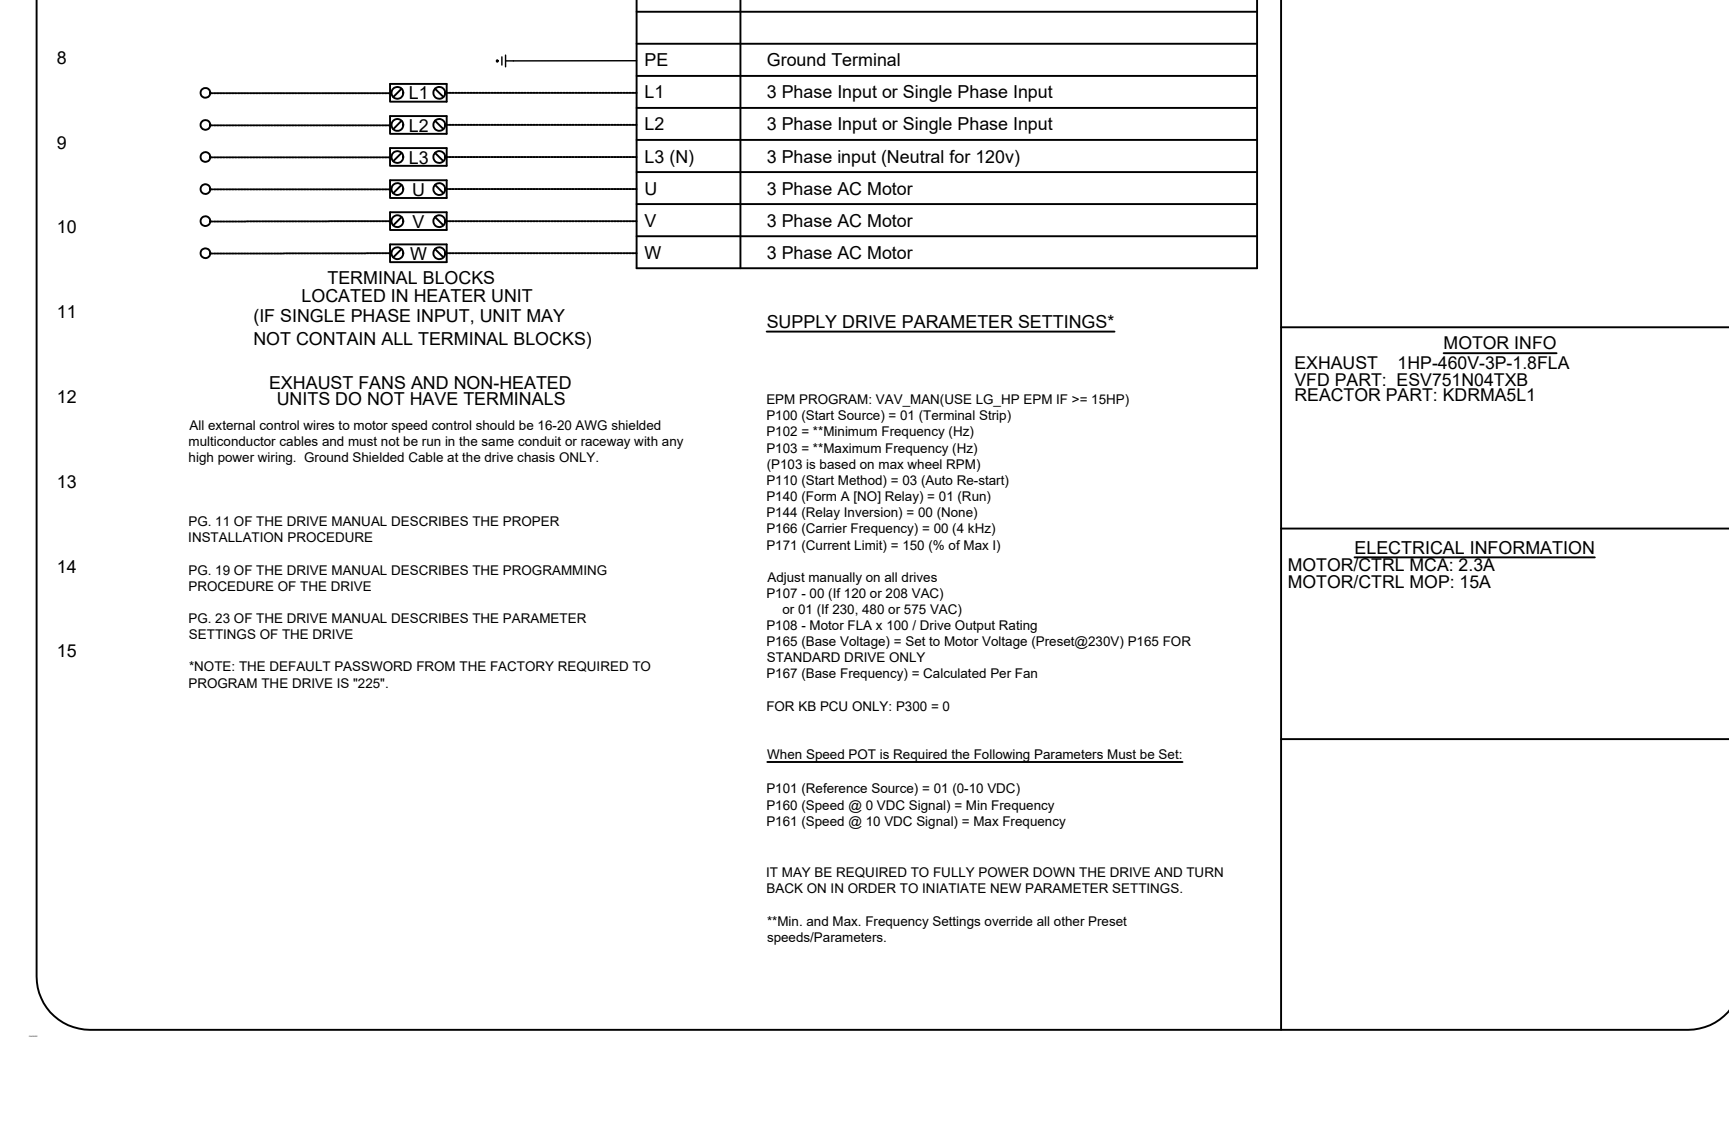 8
PE Ground Terminal
L1 L1 3 Phase Input or Single Phase Input
L2 L2 3 Phase Input or Single Phase Input
9
L3 L3 (N) 3 Phase input (Neutral for 120v)
U U 3 Phase AC Motor
10
V V 3 Phase AC Motor
W W 3 Phase AC Motor
TERMINAL BLOCKS
LOCATED IN HEATER UNIT
(IF SINGLE PHASE INPUT, UNIT MAY
NOT CONTAIN ALL TERMINAL BLOCKS)
11
EXHAUST FANS AND NON-HEATED
UNITS DO NOT HAVE TERMINALS
12
All external control wires to motor speed control should be 16-20 AWG shielded
multiconductor cables and must not be run in the same conduit or raceway with any
high power wiring.  Ground Shielded Cable at the drive chasis ONLY.
13
PG. 11 OF THE DRIVE MANUAL DESCRIBES THE PROPER
INSTALLATION PROCEDURE
14
PG. 19 OF THE DRIVE MANUAL DESCRIBES THE PROGRAMMING
PROCEDURE OF THE DRIVE
PG. 23 OF THE DRIVE MANUAL DESCRIBES THE PARAMETER
SETTINGS OF THE DRIVE
15
*NOTE: THE DEFAULT PASSWORD FROM THE FACTORY REQUIRED TO
PROGRAM THE DRIVE IS "225".
SUPPLY DRIVE PARAMETER SETTINGS*
EPM PROGRAM: VAV_MAN(USE LG_HP EPM IF >= 15HP)
P100 (Start Source) = 01 (Terminal Strip)
P102 = **Minimum Frequency (Hz)
P103 = **Maximum Frequency (Hz)
(P103 is based on max wheel RPM)
P110 (Start Method) = 03 (Auto Re-start)
P140 (Form A [NO] Relay) = 01 (Run)
P144 (Relay Inversion) = 00 (None)
P166 (Carrier Frequency) = 00 (4 kHz)
P171 (Current Limit) = 150 (% of Max I)
Adjust manually on all drives
P107 - 00 (If 120 or 208 VAC)
or 01 (If 230, 480 or 575 VAC)
P108 - Motor FLA x 100 / Drive Output Rating
P165 (Base Voltage) = Set to Motor Voltage (Preset@230V) P165 FOR
STANDARD DRIVE ONLY
P167 (Base Frequency) = Calculated Per Fan
FOR KB PCU ONLY: P300 = 0
When Speed POT is Required the Following Parameters Must be Set:
P101 (Reference Source) = 01 (0-10 VDC)
P160 (Speed @ 0 VDC Signal) = Min Frequency
P161 (Speed @ 10 VDC Signal) = Max Frequency
IT MAY BE REQUIRED TO FULLY POWER DOWN THE DRIVE AND TURN
BACK ON IN ORDER TO INIATIATE NEW PARAMETER SETTINGS.
**Min. and Max. Frequency Settings override all other Preset
speeds/Parameters.
MOTOR INFO
EXHAUST 1HP-460V-3P-1.8FLA
VFD PART: ESV751N04TXB
REACTOR PART: KDRMA5L1
ELECTRICAL INFORMATION
MOTOR/CTRL MCA: 2.3A
MOTOR/CTRL MOP: 15A